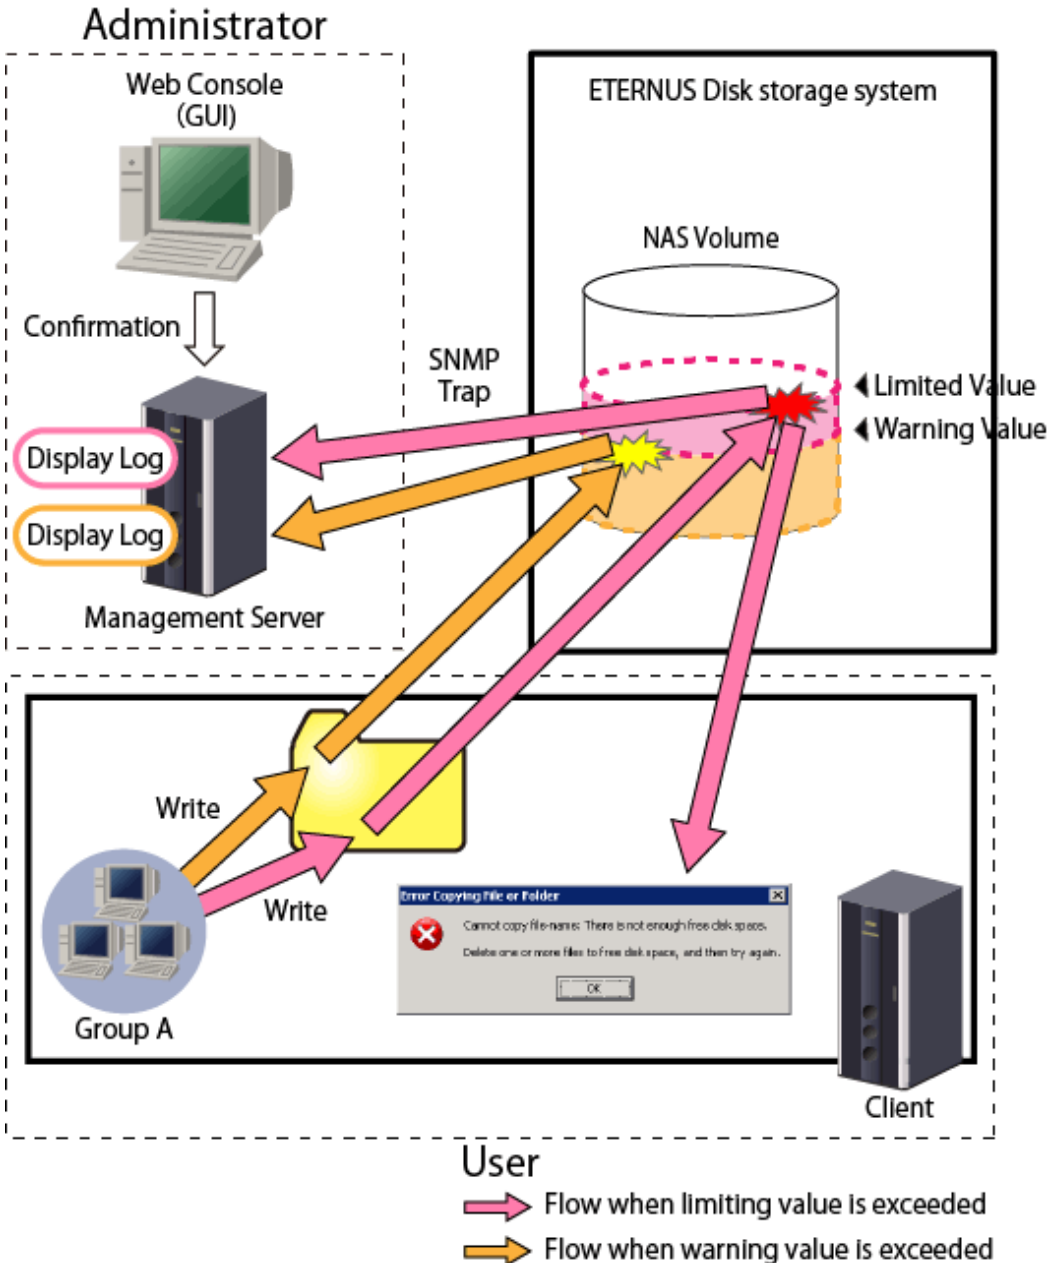 Administrator
Web Console
(GUI)
ETERNUS Disk storage system
NAS Volume
Confirmation
SNMP
Trap
Limited Value
Warning Value
Display Log
Display Log
Management Server
Write
Write
Group A
Error Copying File or Folder
Cannot copy file-name: There is not enough free disk space.
Delete one or more files to free disk space, and then try again.
OK
Client
User
Flow when limiting value is exceeded
Flow when warning value is exceeded